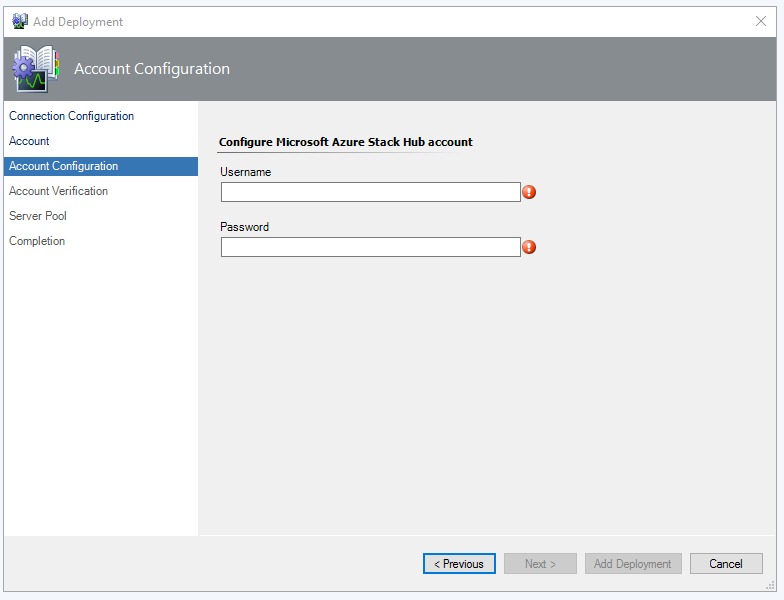 Add Deployment
Account Configuration
Connection Configuration
Account
Account Configuration
Account Verification
Server Pool
Completion
Configure Microsoft Azure Stack Hub account
Username
Password
< Previous
Next >
Add Deployment
Cancel